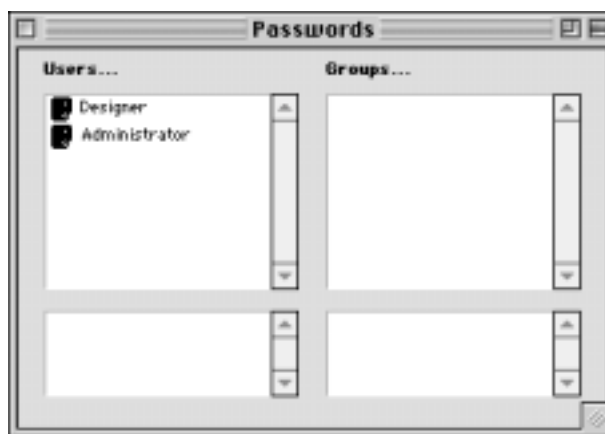 Passwords
Users...
Groups...
Designer
Administrator